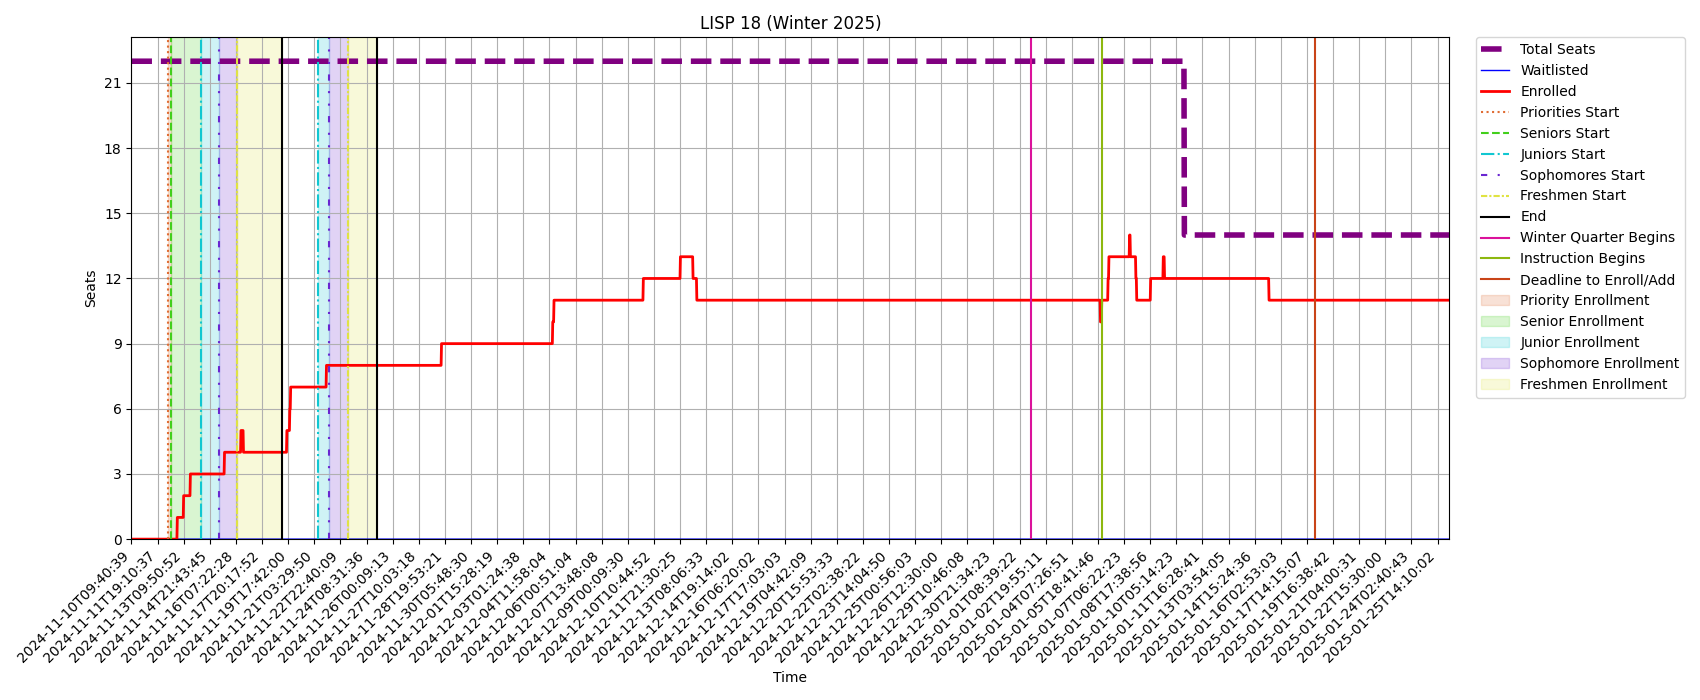 LISP 18 (Winter 2025)
Seats
21
18
15
12
9
6
3
0
2024-11-10T09:40:39
2024-11-11T19:10:37
2024-11-13T09:50:52
2024-11-14T21:43:45
2024-11-16T07:22:28
2024-11-17T20:17:52
2024-11-19T17:42:00
2024-11-21T03:29:50
2024-11-22T22:40:09
2024-11-24T08:31:36
2024-11-26T00:09:13
2024-11-27T10:03:18
2024-11-28T19:53:21
2024-11-30T05:48:30
2024-12-01T15:28:19
2024-12-03T01:24:38
2024-12-04T11:58:04
2024-12-06T00:51:04
2024-12-07T13:48:08
2024-12-09T00:09:30
2024-12-10T10:44:52
2024-12-11T21:30:25
2024-12-13T08:06:33
2024-12-14T19:14:02
2024-12-16T06:20:02
2024-12-17T17:03:03
2024-12-19T04:42:09
2024-12-20T15:53:33
2024-12-22T02:38:22
2024-12-23T14:04:50
2024-12-25T00:56:03
2024-12-26T12:30:00
2024-12-29T10:46:08
2024-12-30T21:34:23
2025-01-01T08:39:22
2025-01-02T19:55:11
2025-01-04T07:26:51
2025-01-05T18:41:46
2025-01-07T06:22:23
2025-01-08T17:38:56
2025-01-10T05:14:23
2025-01-11T16:28:41
2025-01-13T03:54:05
2025-01-14T15:24:36
2025-01-16T02:53:03
2025-01-17T14:15:07
2025-01-19T16:38:42
2025-01-21T04:00:31
2025-01-22T15:30:00
2025-01-24T02:40:43
2025-01-25T14:10:02
Time
Total Seats
Waitlisted
Enrolled
Priorities Start
Seniors Start
Juniors Start
Sophomores Start
Freshmen Start
End
Winter Quarter Begins
Instruction Begins
Deadline to Enroll/Add
Priority Enrollment
Senior Enrollment
Junior Enrollment
Sophomore Enrollment
Freshmen Enrollment